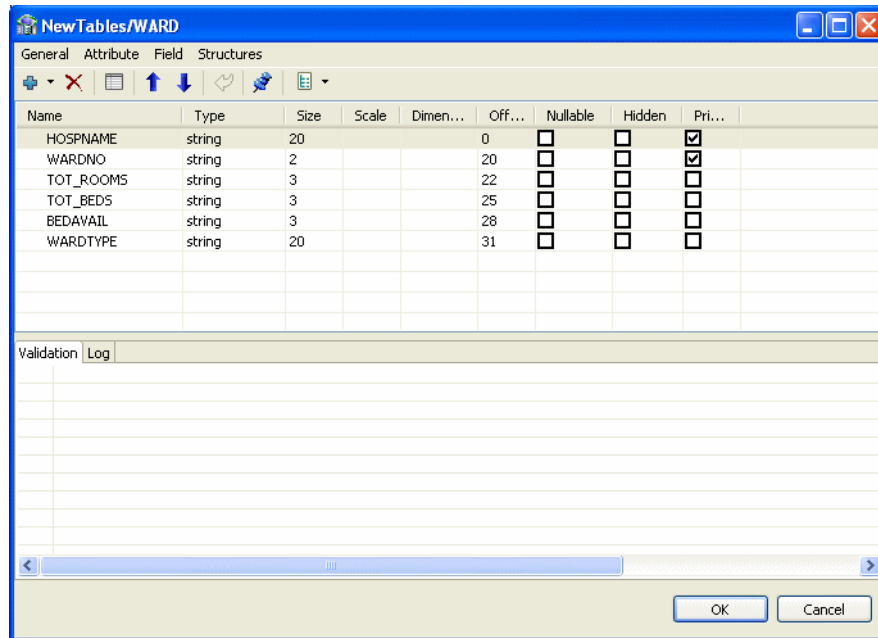 NewTables/WARD
General Attribute Field Structures
Name Type Size Scale Dimen... Off... Nullable Hidden Pri...
HOSPNAME string 20 0
WARDNO string 2 20
TOT_ROOMS string 3 22
TOT_BEDS string 3 25
BEDAVAIL string 3 28
WARDTYPE string 20 31
Validation Log
OK Cancel